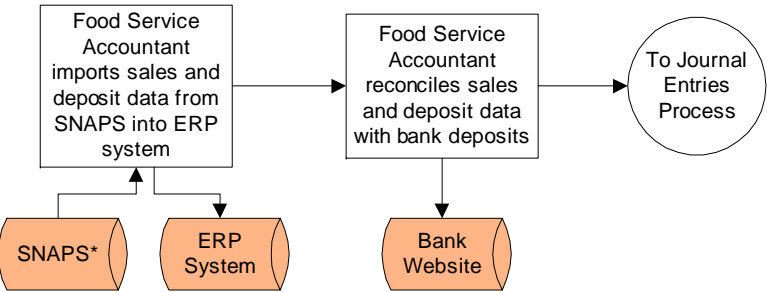 Food Service
Accountant
imports sales and
deposit data from
SNAPS into ERP
system
Food Service
Accountant
reconciles sales
and deposit data
with bank deposits
To Journal
Entries
Process
SNAPS*
ERP
System
Bank
Website